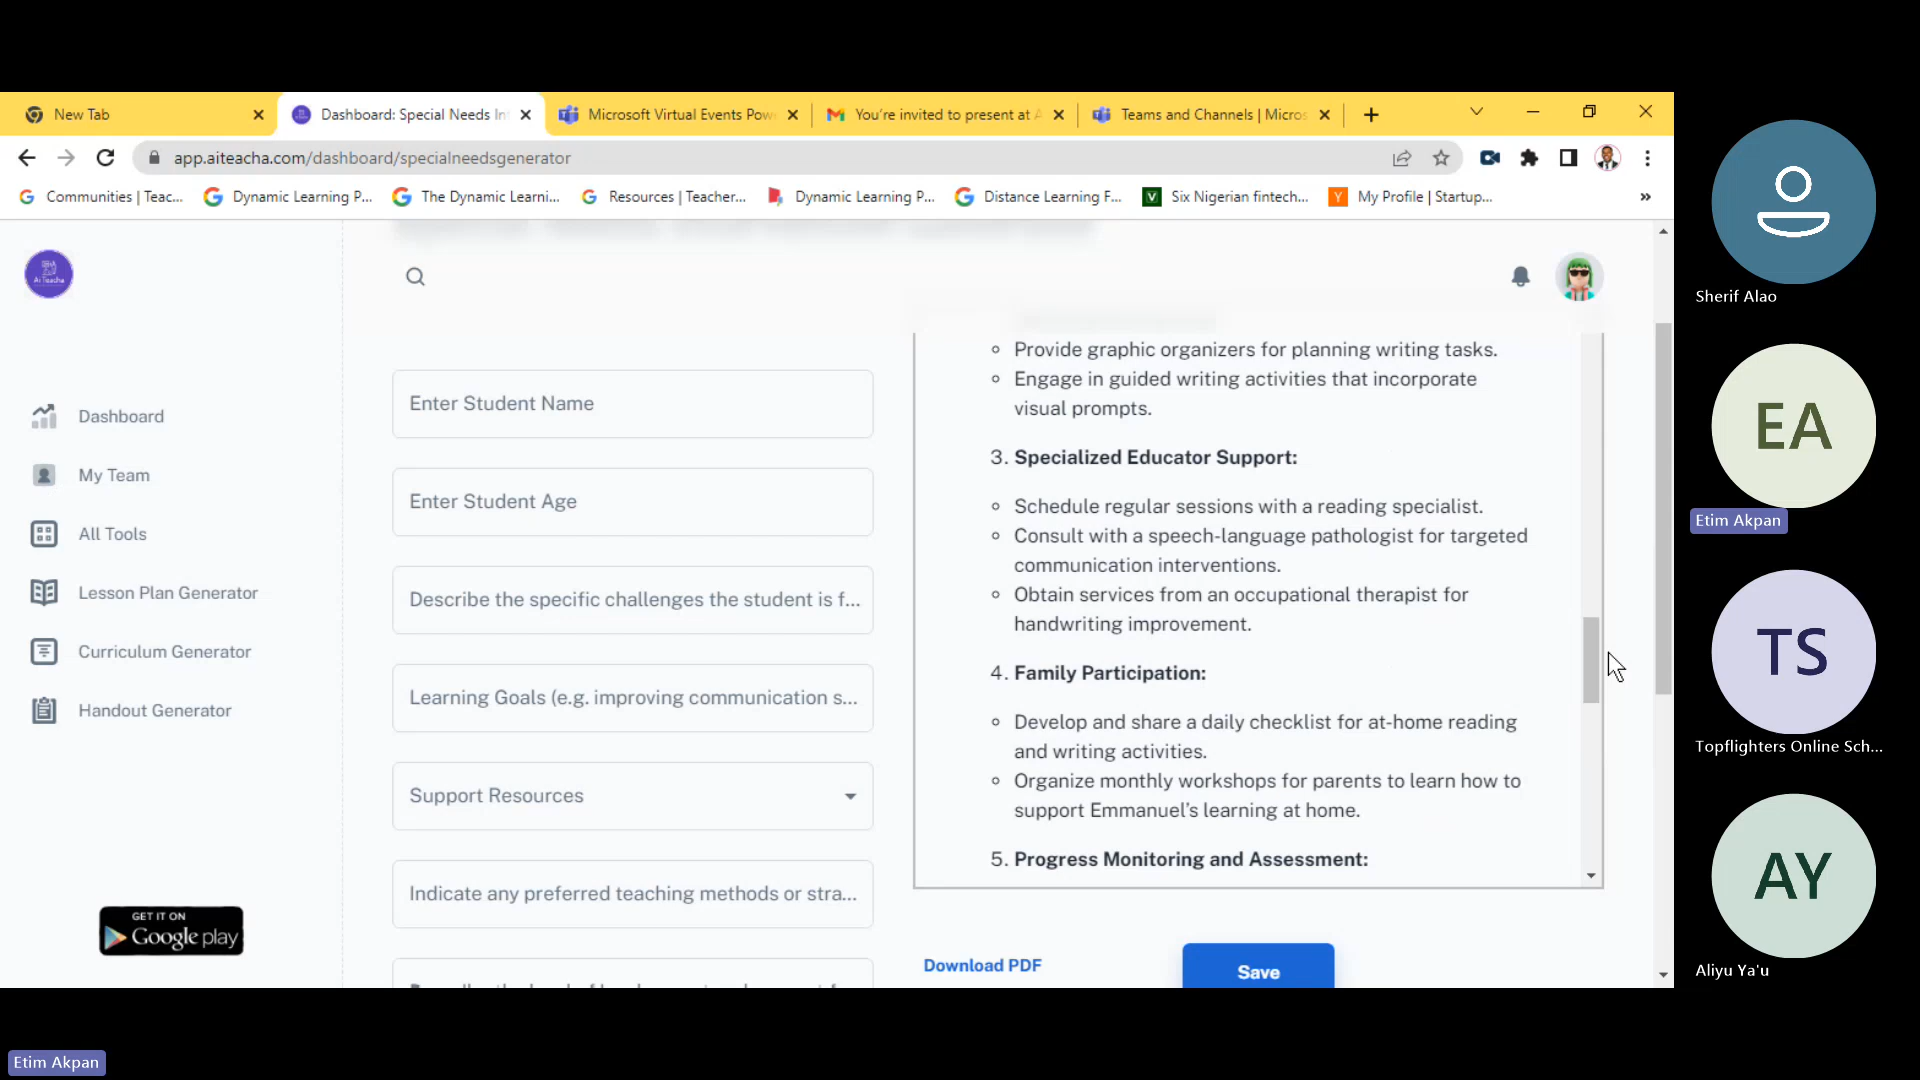 New Tab
Dashboard: Special Needs In
Microsoft Virtual Events Pow
You're invited to present at A
Teams and Channels | Micros
app.aiteacha.com/dashboard/specialneedsgenerator
Communities | Teac...
Dynamic Learning P...
The Dynamic Learni...
Resources | Teacher...
Dynamic Learning P...
Distance Learning F...
Six Nigerian fintech...
My Profile | Startup...
»
Ai Teacha
Dashboard
My Team
All Tools
Lesson Plan Generator
Curriculum Generator
Handout Generator
GET IT ON
Google play
Enter Student Name
Enter Student Age
Describe the specific challenges the student is f...
Learning Goals (e.g. improving communication s...
Support Resources
Indicate any preferred teaching methods or stra...
Provide graphic organizers for planning writing tasks.
Engage in guided writing activities that incorporate
visual prompts.
3. Specialized Educator Support:
Schedule regular sessions with a reading specialist.
Consult with a speech-language pathologist for targeted
communication interventions.
Obtain services from an occupational therapist for
handwriting improvement.
4. Family Participation:
Develop and share a daily checklist for at-home reading
and writing activities.
Organize monthly workshops for parents to learn how to
support Emmanuel's learning at home.
5. Progress Monitoring and Assessment:
Download PDF
Save
Sherif Alao
EA
Etim Akpan
TS
Topflighters Online Sch...
AY
Aliyu Ya'u
Etim Akpan